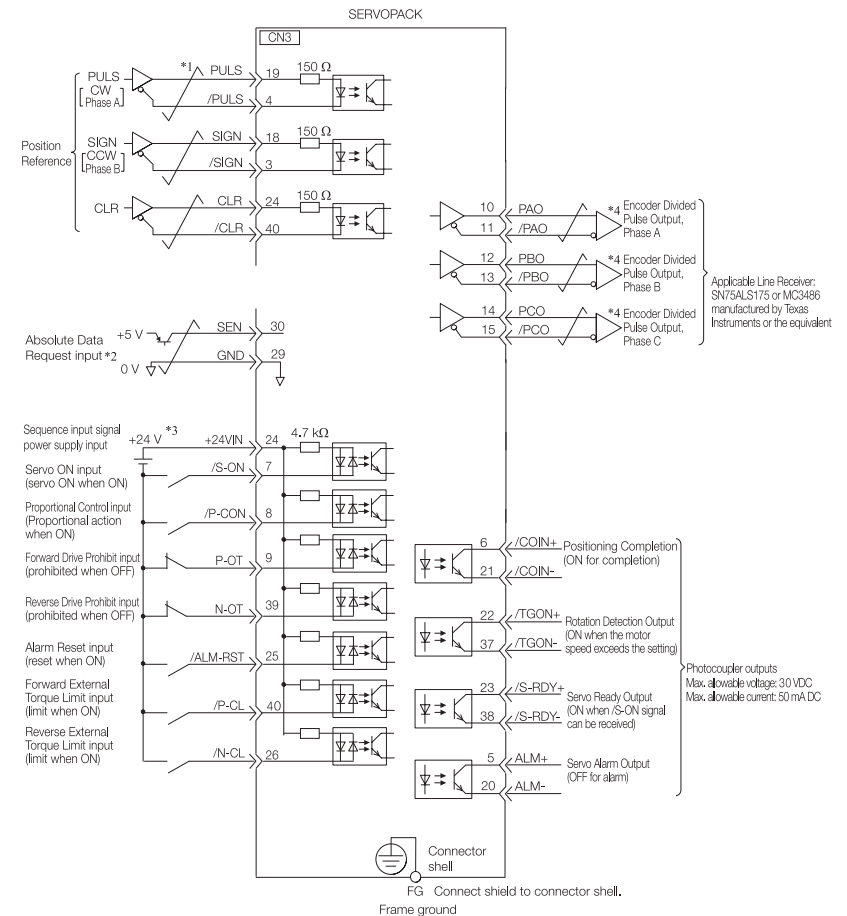 SERVOPACK
CN3
Position
Reference
PULS
CW
Phase A
*1
PULS
19
150 Ω
/PULS
4
SIGN
CCW
Phase B
SIGN
18
150 Ω
/SIGN
3
CLR
CLR
24
150 Ω
/CLR
40
10
PAO
11
/PAO
*4 Encoder Divided
Pulse Output,
Phase A
12
PBO
13
/PBO
*4 Encoder Divided
Pulse Output,
Phase B
14
PCO
15
/PCO
*4 Encoder Divided
Pulse Output,
Phase C
Applicable Line Receiver:
SN75ALS175 or MC3486
manufactured by Texas
Instruments or the equivalent
Absolute Data
Request input *2
+5 V
SEN
30
0 V
GND
29
Sequence input signal
power supply input
+24 V
*3
+24VIN
24
4.7 kΩ
Servo ON input
(servo ON when ON)
/S-ON
7
Proportional Control input
(Proportional action
when ON)
/P-CON
8
Forward Drive Prohibit input
(prohibited when OFF)
P-OT
9
Reverse Drive Prohibit input
(prohibited when OFF)
N-OT
39
Alarm Reset input
(reset when ON)
/ALM-RST
25
Forward External
Torque Limit input
(limit when ON)
/P-CL
40
Reverse External
Torque Limit input
(limit when ON)
/N-CL
26
6
/COIN+
21
/COIN-
Positioning Completion
(ON for completion)
22
/TGON+
37
/TGON-
Rotation Detection Output
(ON when the motor
speed exceeds the setting)
23
/S-RDY+
38
/S-RDY-
Servo Ready Output
(ON when /S-ON signal
can be received)
5
ALM+
20
ALM-
Servo Alarm Output
(OFF for alarm)
Photocoupler outputs
Max. allowable voltage: 30 VDC
Max. allowable current: 50 mA DC
Connector
shell
FG Connect shield to connector shell.
Frame ground